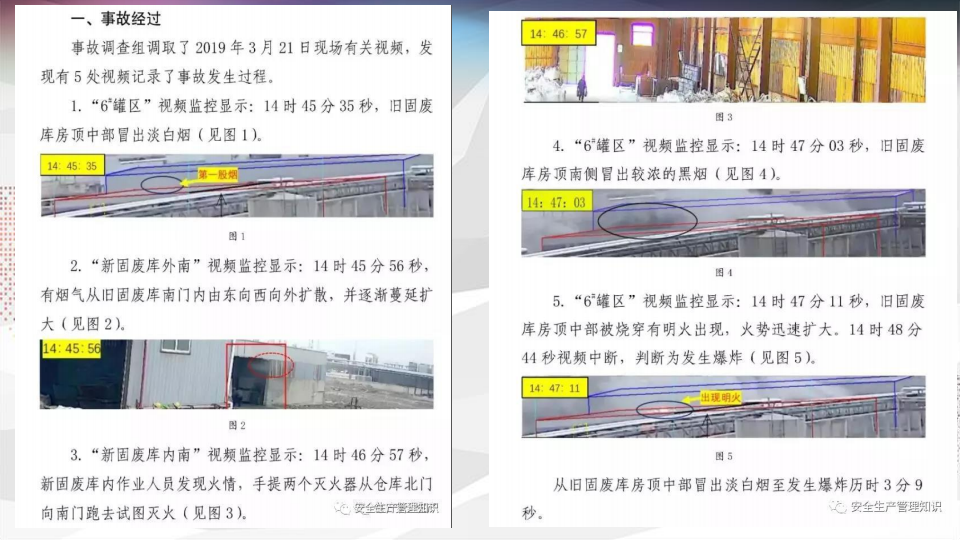 一、事故经过
事故调查组调取了 2019 年 3 月 21 日现场有关视频，发
现有 5 处视频记录了事故发生过程。
1. “6#罐区”视频监控显示：14 时 45 分 35 秒，旧固废
库房顶中部冒出淡白烟（见图 1）。
14: 45: 35
第一股烟
图 1
2. “新固废库外南”视频监控显示：14 时 45 分 56 秒，
有烟气从旧固废库南门内由东向西向外扩散，并逐渐蔓延扩
大（见图 2）。
14: 45: 56
图 2
3. “新固废库内南”视频监控显示：14 时 46 分 57 秒，
新固废库内作业人员发现火情，手提两个灭火器从仓库北门
向南门跑去试图灭火（见图 3）。
安全生产管理知识
14: 46: 57
图 3
4. “6#罐区”视频监控显示：14 时 47 分 03 秒，旧固废
库房顶南侧冒出较浓的黑烟（见图 4）。
14: 47: 03
图 4
5. “6#罐区”视频监控显示：14 时 47 分 11 秒，旧固废
库房顶中部被烧穿有明火出现，火势迅速扩大。14 时 48 分
44 秒视频中断，判断为发生爆炸（见图 5）。
14: 47: 11
出现明火
图 5
从旧固废库房顶中部冒出淡白烟至发生爆炸历时 3 分 9
秒。
安全生产管理知识